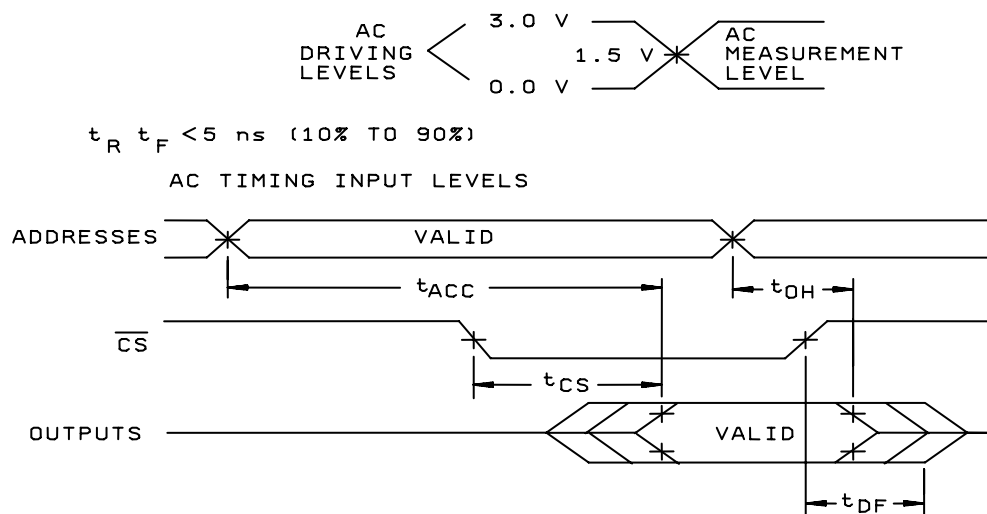 AC
DRIVING
LEVELS
3.0 V
1.5 V
0.0 V
AC
MEASUREMENT
LEVEL
tR tF <5 ns (10% TO 90%)
AC TIMING INPUT LEVELS
ADDRESSES
VALID
tACC
tOH
CS
tCS
OUTPUTS
VALID
tDF